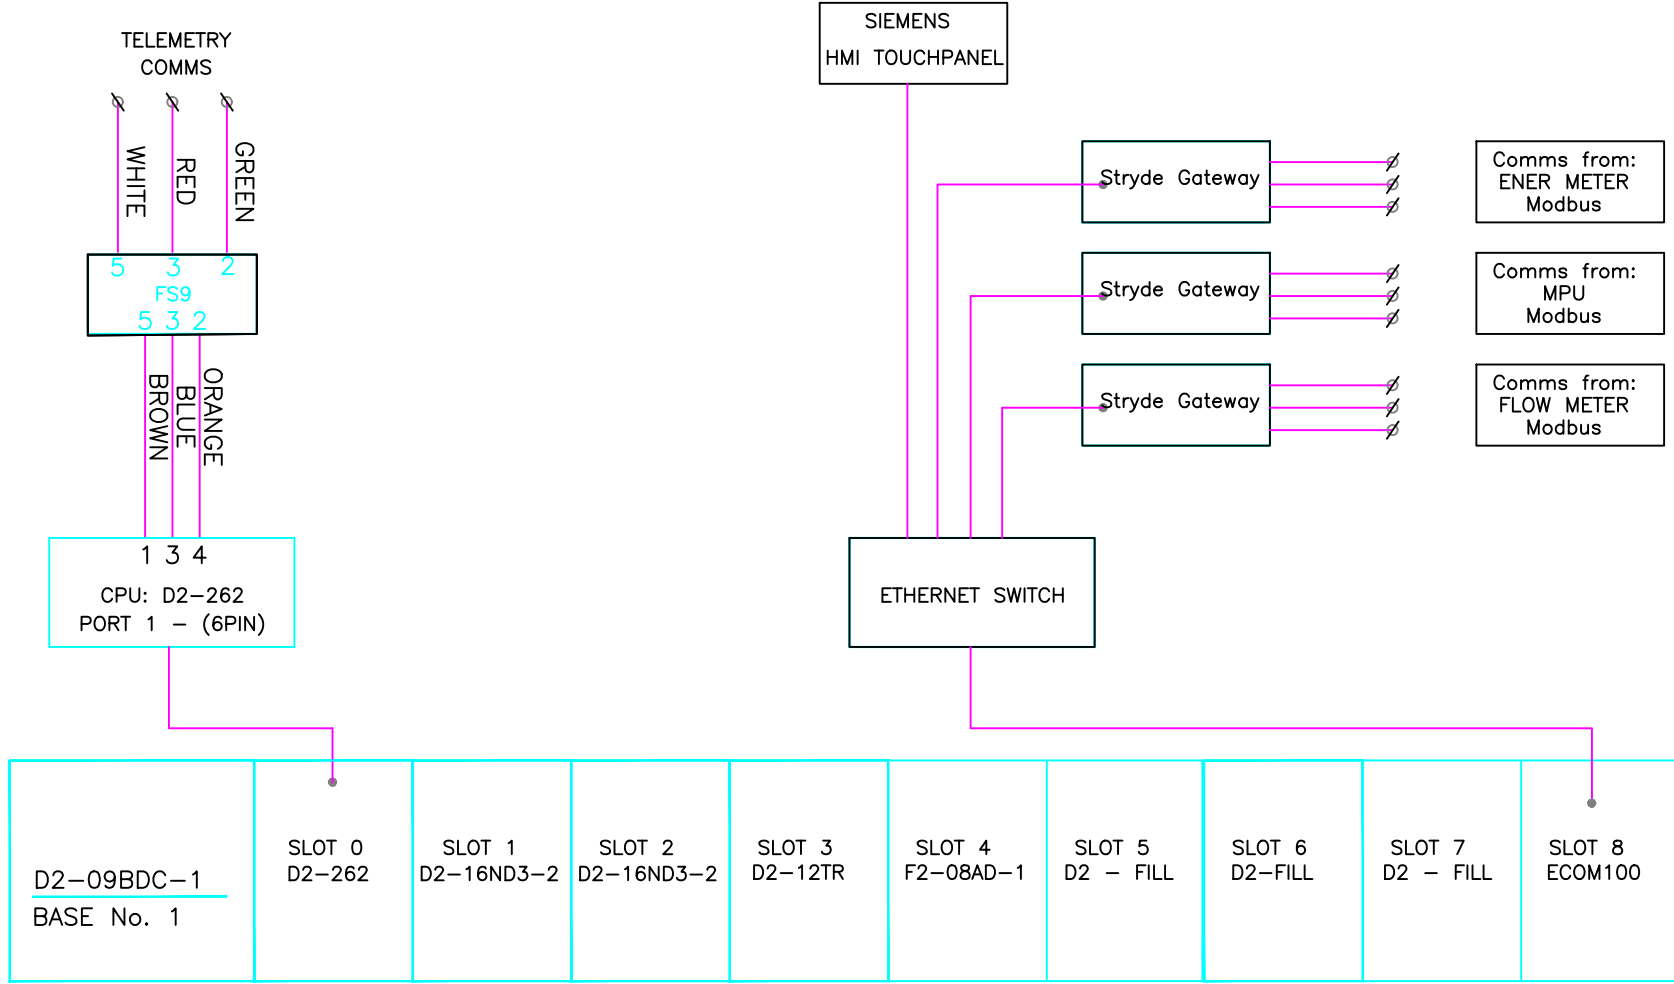 TELEMETRY
COMMS
WHITE
RED
GREEN
5 3 2
FS9
5 3 2
BROWN
BLUE
ORANGE
1 3 4
CPU: D2-262
PORT 1 - (6PIN)
SIEMENS
HMI TOUCHPANEL
Stryde Gateway
Comms from:
ENER METER
Modbus
Stryde Gateway
Comms from:
MPU
Modbus
Stryde Gateway
Comms from:
FLOW METER
Modbus
ETHERNET SWITCH
D2-09BDC-1
BASE No. 1
SLOT 0
D2-262
SLOT 1
D2-16ND3-2
SLOT 2
D2-16ND3-2
SLOT 3
D2-12TR
SLOT 4
F2-08AD-1
SLOT 5
D2 - FILL
SLOT 6
D2-FILL
SLOT 7
D2 - FILL
SLOT 8
ECOM100